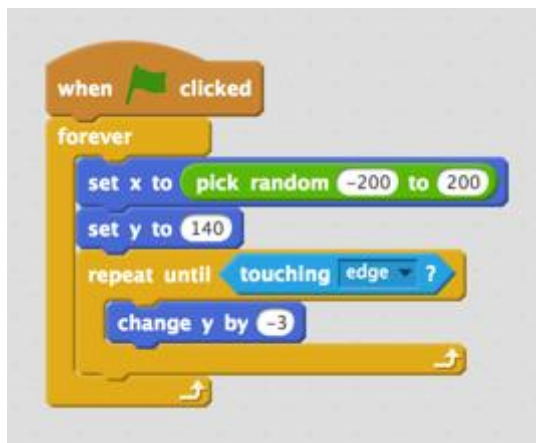 when clicked
forever
set x to pick random -200 to 200
set y to 140
repeat until touching edge ?
change y by -3